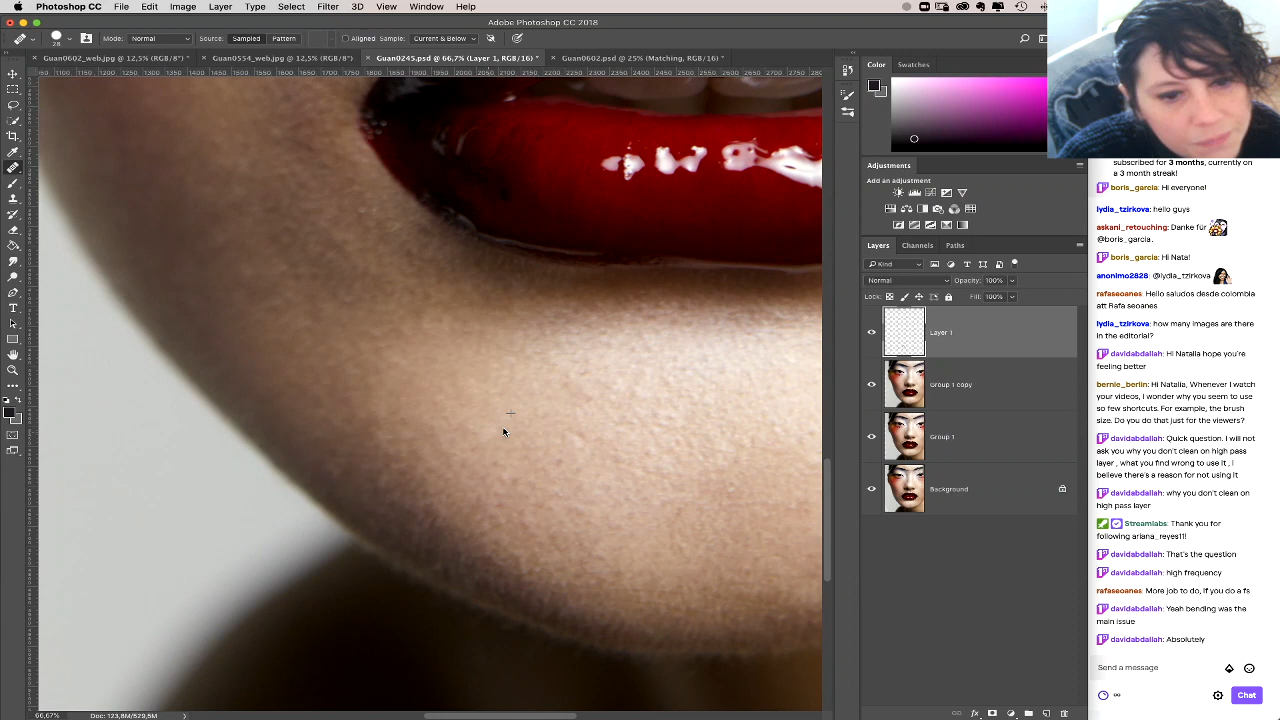 Photoshop CC File Edit Image Layer Type Select Filter 3D View Window Help
Adobe Photoshop CC 2018
28 Mode: Normal Source: Sampled Pattern Aligned Sample: Current & Below
Guan0602_web.jpg @ 12,5% (RGB/8*) * Guan0554_web.jpg @ 12,5% (RGB/8*) Guan0245.psd @ 66,7% (Layer 1, RGB/16) * Guan0602.psd @ 25% (Matching, RGB/16) *
Color Swatches
Adjustments
Add an adjustment
Layers Channels Paths
Kind
Normal Opacity: 100%
Lock: Fill: 100%
Layer 1
Group 1 copy
Group 1
Background
66,67% Doc: 123,8M/529,5M
subscribed for 3 months, currently on
a 3 month streak!
boris_garcia: Hi everyone!
lydia_tzirkova: hello guys
askani_retouching: Danke für
@boris_garcia.
boris_garcia: Hi Nata!
anonimo2828: @lydia_tzirkova
rafaseoanes: Hello saludos desde colombia
att Rafa seoanes
lydia_tzirkova: how many images are there
in the editorial?
davidabdallah: Hi Natalia hope you're
feeling better
bernie_berlin: Hi Natalia, Whenever I watch
your videos, I wonder why you seem to use
so few shortcuts. For example, the brush
size. Do you do that just for the viewers?
davidabdallah: Quick question. I will not
ask you why you don't clean on high pass
layer , what you find wrong to use it , i
believe there's a reason for not using it
davidabdallah: why you don't clean on
high pass layer
Streamlabs: Thank you for
following ariana_reyes11!
davidabdallah: That's the question
davidabdallah: high frequency
rafaseoanes: More job to do, If you do a fs
davidabdallah: Yeah bending was the
main issue
davidabdallah: Absolutely
Send a message
Chat